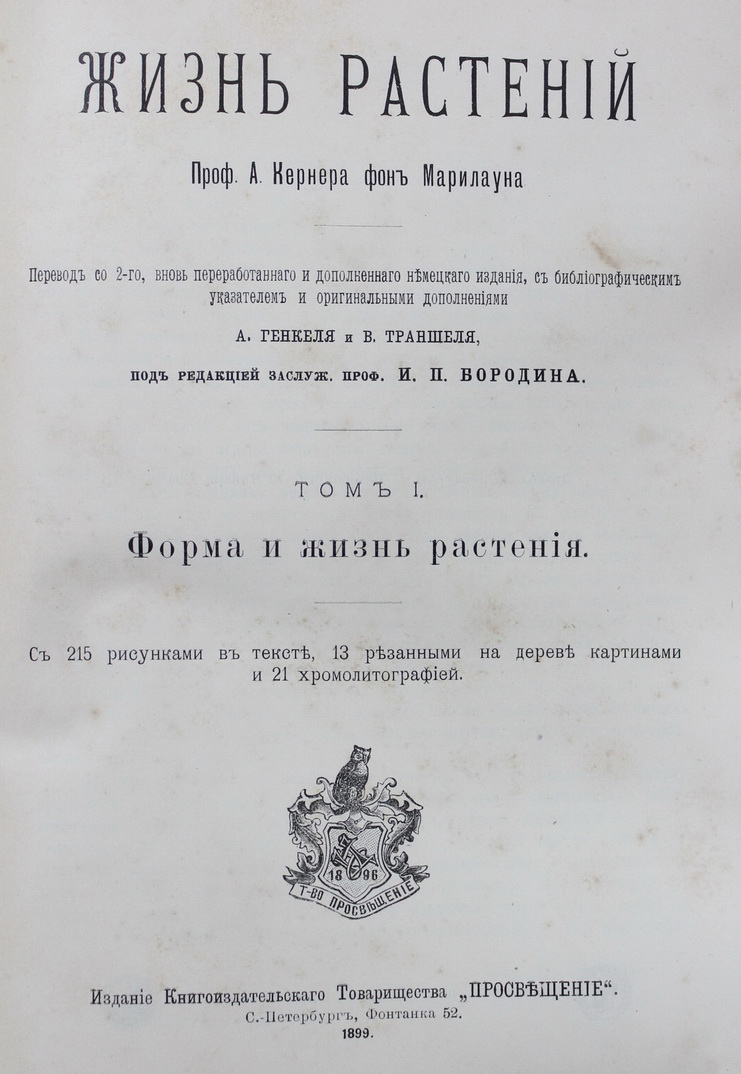 ЖИЗНЬ РАСТЕНІЙ
Проф. А. Кернера фонъ Марилауна
Переводъ со 2-го, вновь переработаннаго и дополненнаго нѣмецкаго изданія, съ библіографическимъ
указателемъ и оригинальными дополненіями
А. ГЕНКЕЛЯ и В. ТРАНШЕЛЯ,
ПОДЪ РЕДАКЦІЕЙ ЗАСЛУЖ. ПРОФ. И. П. БОРОДИНА.
ТОМЪ I.
Форма и жизнь растенія.
Съ 215 рисунками въ текстѣ, 13 рѣзанными на деревѣ картинами
и 21 хромолитографіей.
18 96
Т-ВО ПРОСВѢЩЕНІЕ
Изданіе Книгоиздательскаго Товарищества „ПРОСВѢЩЕНІЕ“.
С.-Петербургъ, Фонтанка 52.
1899.